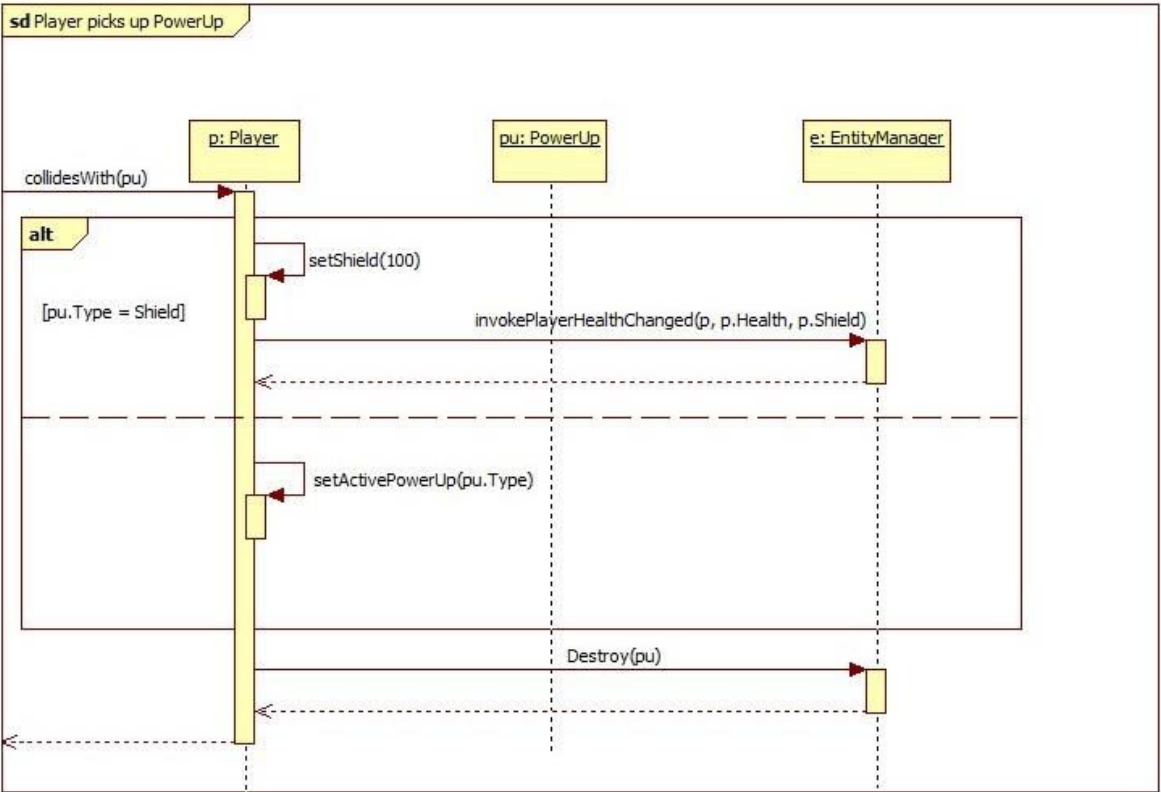 sd Player picks up PowerUp
p: Player
pu: PowerUp
e: EntityManager
collidesWith(pu)
alt
setShield(100)
[pu.Type = Shield]
invokePlayerHealthChanged(p, p.Health, p.Shield)
setActivePowerUp(pu.Type)
Destroy(pu)